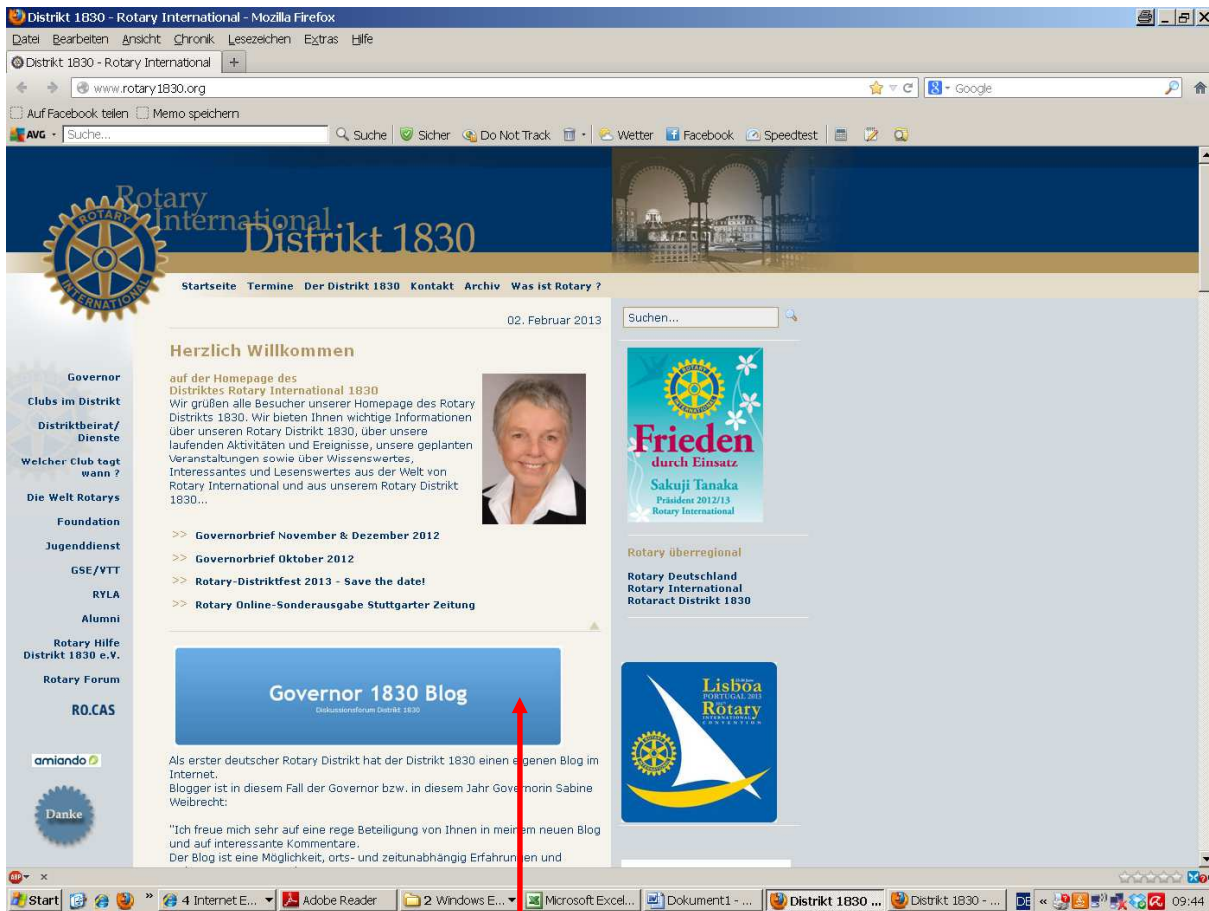 Distrikt 1830 - Rotary International - Mozilla Firefox
Datei Bearbeiten Ansicht Chronik Lesezeichen Extras Hilfe
Distrikt 1830 - Rotary International +
www.rotary1830.org
Google
Auf Facebook teilen Memo speichern
AVG Suche... Suche Sicher Do Not Track Wetter Facebook Speedtest
Rotary
International
Distrikt 1830
ROTARY
INTERNATIONAL
Startseite Termine Der Distrikt 1830 Kontakt Archiv Was ist Rotary ?
02. Februar 2013
Suchen...
Governor
Clubs im Distrikt
Distriktbeirat/
Dienste
Welcher Club tagt
wann ?
Die Welt Rotarys
Foundation
Jugenddienst
GSE/VTT
RYLA
Alumni
Rotary Hilfe
Distrikt 1830 e.V.
Rotary Forum
RO.CAS
amiando
Danke
Herzlich Willkommen
auf der Homepage des
Distriktes Rotary International 1830
Wir grüßen alle Besucher unserer Homepage des Rotary
Distrikts 1830. Wir bieten Ihnen wichtige Informationen
über unseren Rotary Distrikt 1830, über unsere
laufenden Aktivitäten und Ereignisse, unsere geplanten
Veranstaltungen sowie über Wissenswertes,
Interessantes und Lesenswertes aus der Welt von
Rotary International und aus unserem Rotary Distrikt
1830...
>> Governorbrief November & Dezember 2012
>> Governorbrief Oktober 2012
>> Rotary-Distriktfest 2013 - Save the date!
>> Rotary Online-Sonderausgabe Stuttgarter Zeitung
Governor 1830 Blog
Diskussionsforum Distrikt 1830
Als erster deutscher Rotary Distrikt hat der Distrikt 1830 einen eigenen Blog im
Internet.
Blogger ist in diesem Fall der Governor bzw. in diesem Jahr Governorin Sabine
Weibrecht:
"Ich freue mich sehr auf eine rege Beteiligung von Ihnen in meinem neuen Blog
und auf interessante Kommentare.
Der Blog ist eine Möglichkeit, orts- und zeitunabhängig Erfahrungen und
Frieden
durch Einsatz
Sakuji Tanaka
Präsident 2012/13
Rotary International
Rotary überregional
Rotary Deutschland
Rotary International
Rotaract Distrikt 1830
Lisboa
PORTUGAL 2013
Rotary
INTERNATIONAL
CONVENTION
ABP
Start 4 Internet E... Adobe Reader 2 Windows E... Microsoft Excel... Dokument1 - ... Distrikt 1830 ... Distrikt 1830 - ... DE 09:44